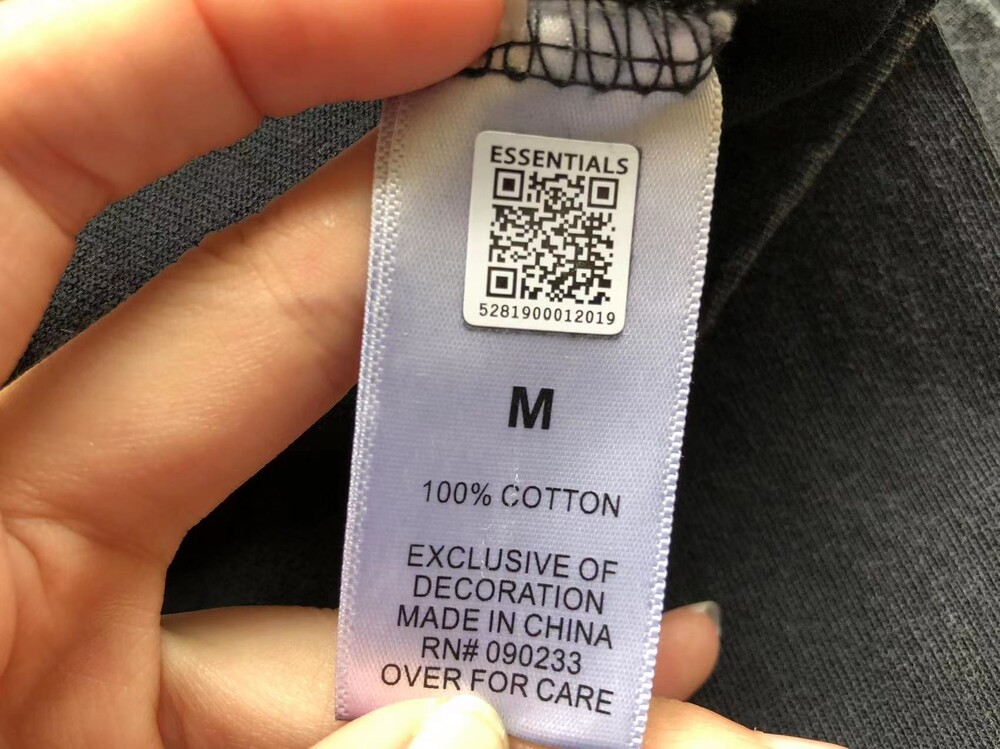 ESSENTIALS
5281900012019
M
100% COTTON
EXCLUSIVE OF
DECORATION
MADE IN CHINA
RN# 090233
OVER FOR CARE